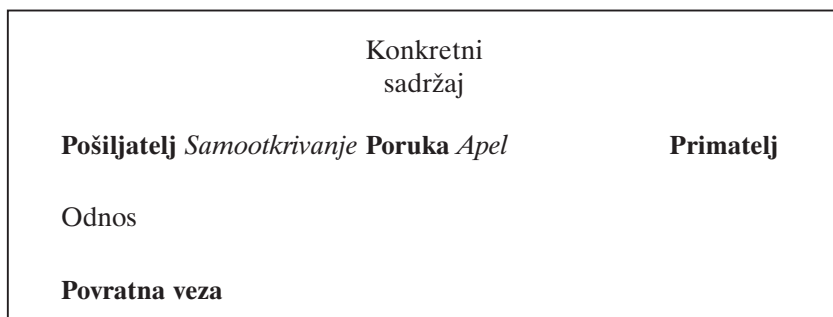 Konkretni
sadržaj
Pošiljatelj Samootkrivanje Poruka Apel Primatelj
Odnos
Povratna veza